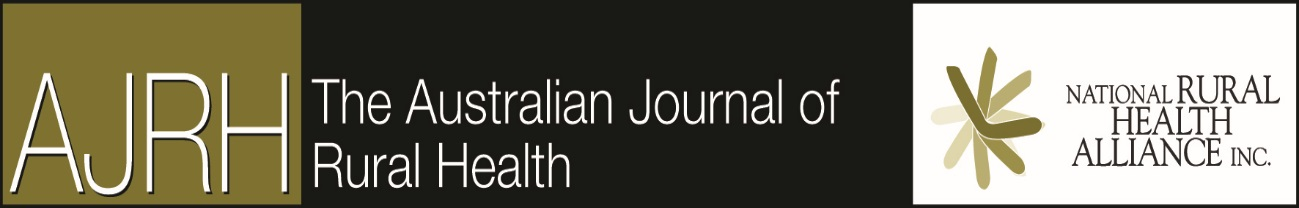 AJRH
The Australian Journal of
Rural Health
NATIONAL RURAL
HEALTH
ALLIANCE INC.